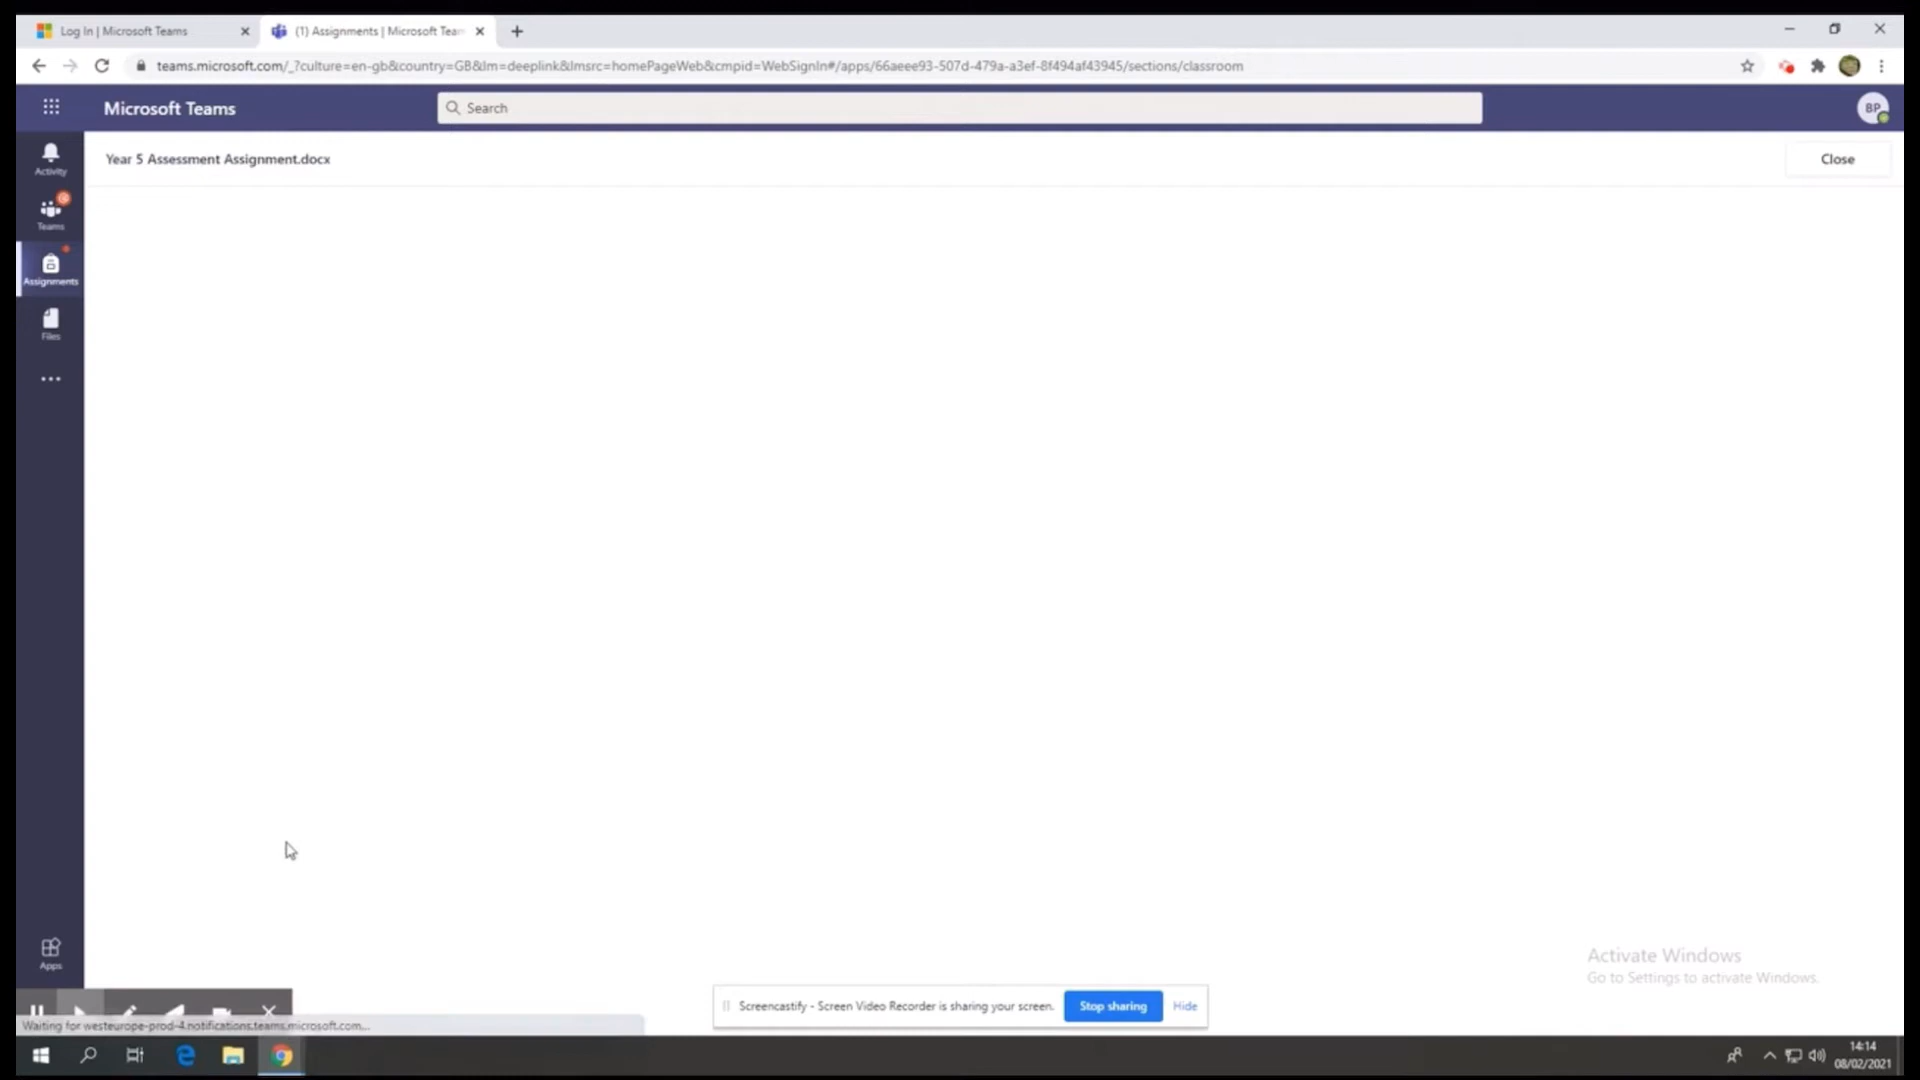 Log In | Microsoft Teams
(1) Assignments | Microsoft Team
teams.microsoft.com/_?culture=en-gb&country=GB&lm=deeplink&lmsrc=homePageWeb&cmpid=WebSignIn#/apps/66aeee93-507d-479a-a3ef-8f494af43945/sections/classroom
Microsoft Teams
Search
BP
Activity
Year 5 Assessment Assignment.docx
Close
Teams
Assignments
Files
Apps
Activate Windows
Go to Settings to activate Windows.
Screencastify - Screen Video Recorder is sharing your screen.
Stop sharing
Hide
Waiting for westeurope-prod-4.notifications.teams.microsoft.com...
14:14
08/02/2021